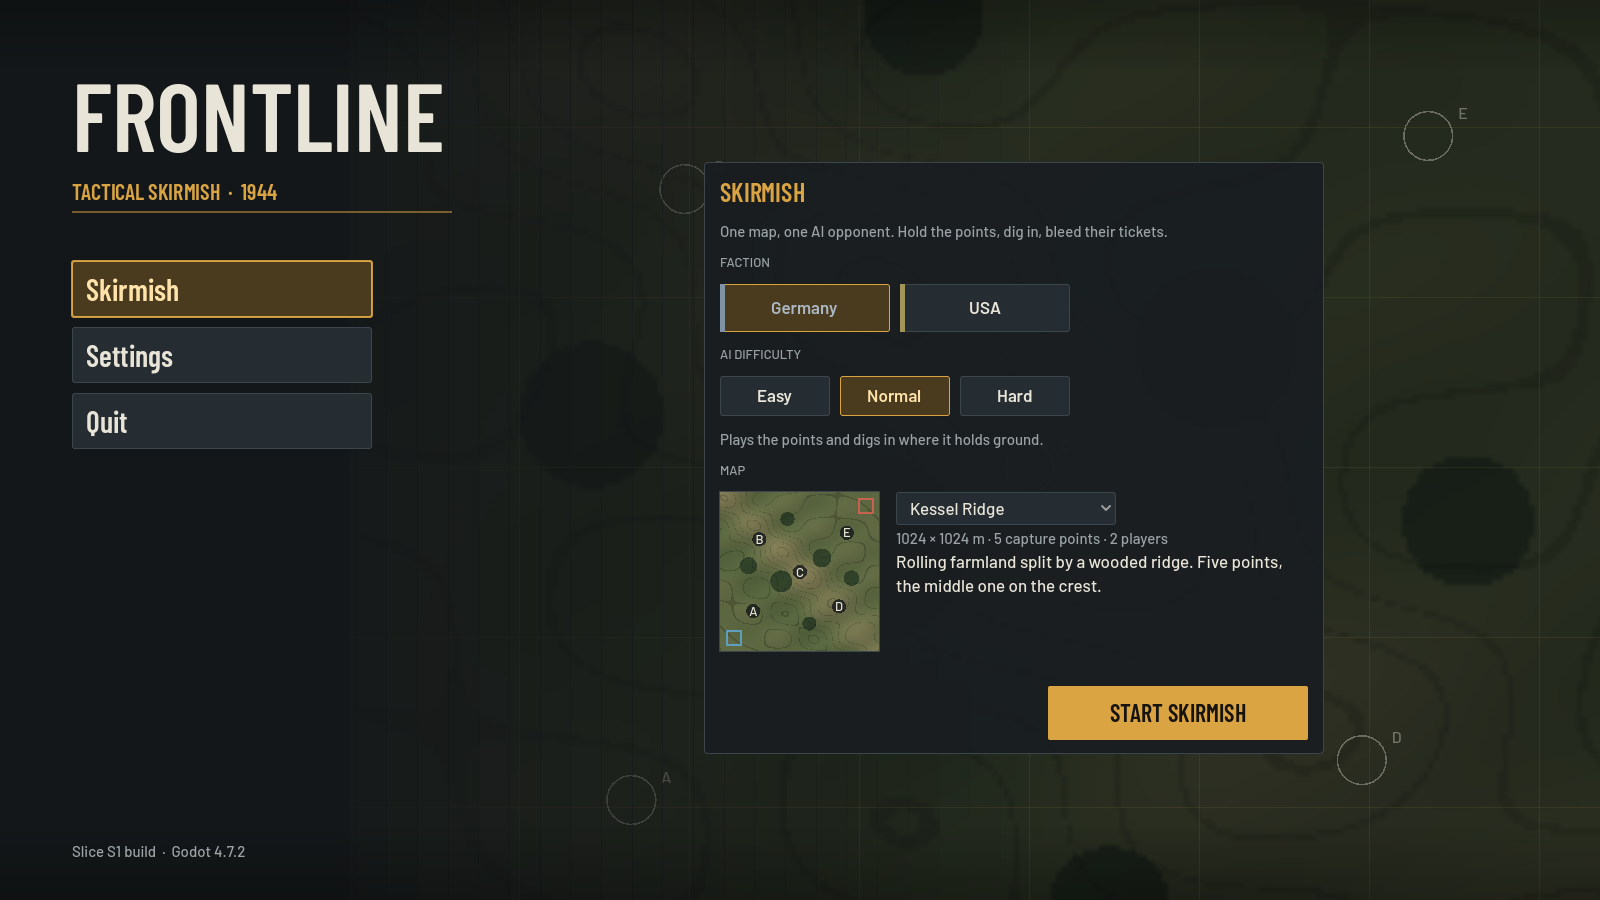 FRONTLINE
TACTICAL SKIRMISH · 1944
Skirmish
Settings
Quit
SKIRMISH
One map, one AI opponent. Hold the points, dig in, bleed their tickets.
FACTION
Germany
USA
AI DIFFICULTY
Easy
Normal
Hard
Plays the points and digs in where it holds ground.
MAP
B
E
C
A
D
Kessel Ridge
1024 × 1024 m · 5 capture points · 2 players
Rolling farmland split by a wooded ridge. Five points,
the middle one on the crest.
START SKIRMISH
E
D
A
Slice S1 build · Godot 4.7.2